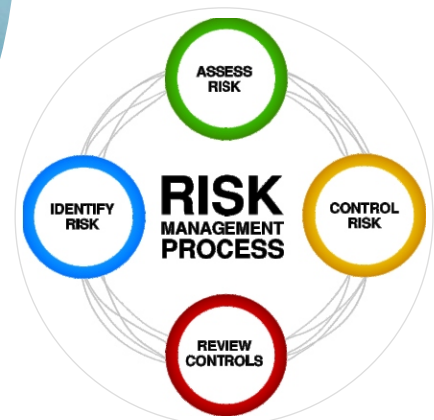 ASSESS
RISK
IDENTIFY
RISK
RISK
MANAGEMENT
PROCESS
CONTROL
RISK
REVIEW
CONTROLS